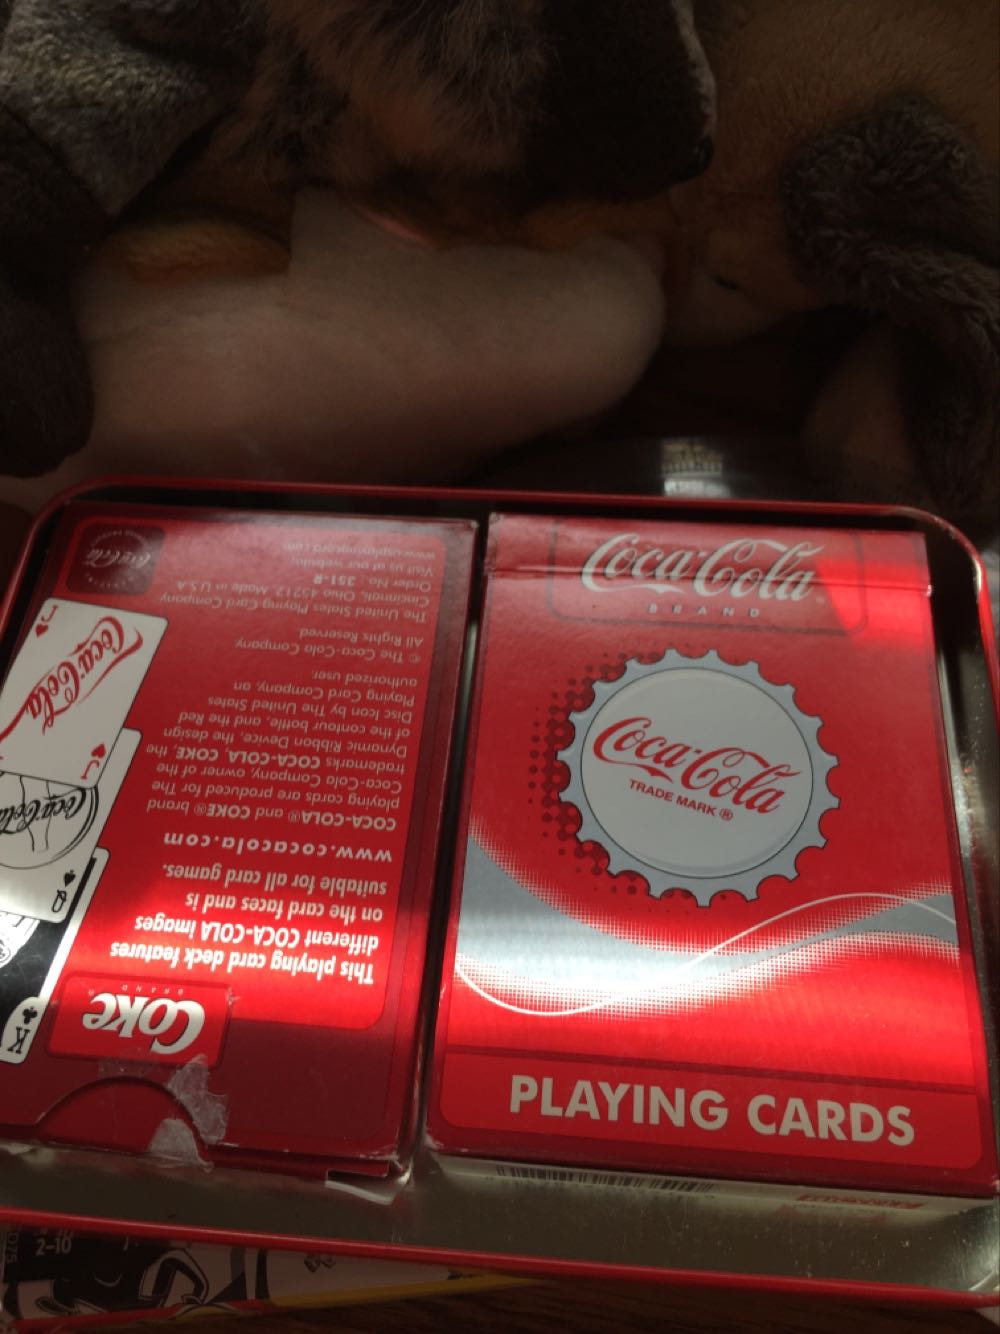 Coca-Cola
BRAND
Coca-Cola
TRADE MARK ®
PLAYING CARDS
COKE
BRAND
This playing card deck features
different COCA-COLA images
on the card faces and is
suitable for all card games.
www.cocacola.com
COCA-COLA® and COKE® brand
playing cards are produced for The
Coca-Cola Company, owner of the
trademarks COCA-COLA, COKE, the
Dynamic Ribbon Device, the design
of the contour bottle, and the Red
Disc Icon by The United States
Playing Card Company, an
authorized user.
© The Coca-Cola Company
All Rights Reserved
The United States Playing Card Company
Cincinnati, Ohio 45212, Made in U.S.A
Order No. 351-R
Visit us at our website:
www.usplayingcard.com
K
Q
Coca-Cola
J
Coca-Cola
J
Coca-Cola
2-10